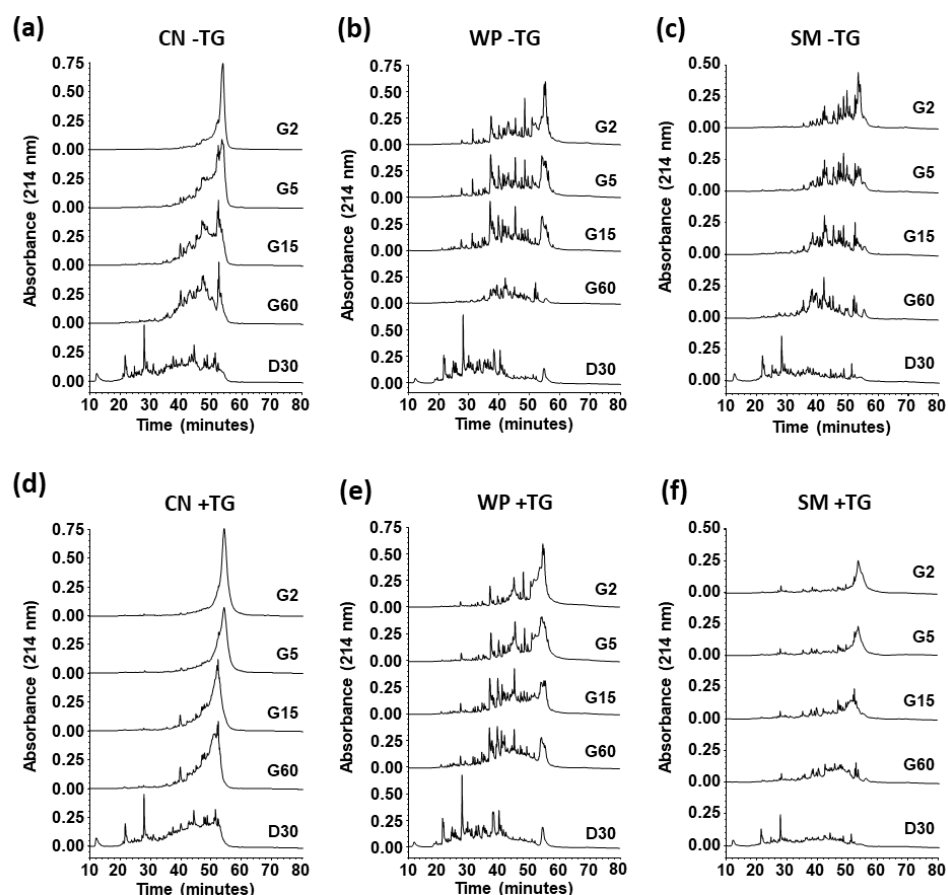 (a)
CN -TG
Absorbance (214 nm)
0.75
0.50
0.25
0.00
G2
0.25
0.00
G5
0.25
0.00
G15
0.25
0.00
G60
0.25
0.00
D30
10 20 30 40 50 60 70 80
Time (minutes)
(b)
WP -TG
Absorbance (214 nm)
0.75
0.50
0.25
0.00
G2
0.25
0.00
G5
0.25
0.00
G15
0.25
0.00
G60
0.50
0.25
0.00
D30
10 20 30 40 50 60 70 80
Time (minutes)
(c)
SM -TG
Absorbance (214 nm)
0.50
0.25
0.00
G2
0.25
0.00
G5
0.25
0.00
G15
0.25
0.00
G60
0.25
0.00
D30
10 20 30 40 50 60 70 80
Time (minutes)
(d)
CN +TG
Absorbance (214 nm)
0.75
0.50
0.25
0.00
G2
0.25
0.00
G5
0.25
0.00
G15
0.25
0.00
G60
0.25
0.00
D30
10 20 30 40 50 60 70 80
Time (minutes)
(e)
WP +TG
Absorbance (214 nm)
0.75
0.50
0.25
0.00
G2
0.25
0.00
G5
0.25
0.00
G15
0.25
0.00
G60
0.50
0.25
0.00
D30
10 20 30 40 50 60 70 80
Time (minutes)
(f)
SM +TG
Absorbance (214 nm)
0.50
0.25
0.00
G2
0.25
0.00
G5
0.25
0.00
G15
0.25
0.00
G60
0.25
0.00
D30
10 20 30 40 50 60 70 80
Time (minutes)